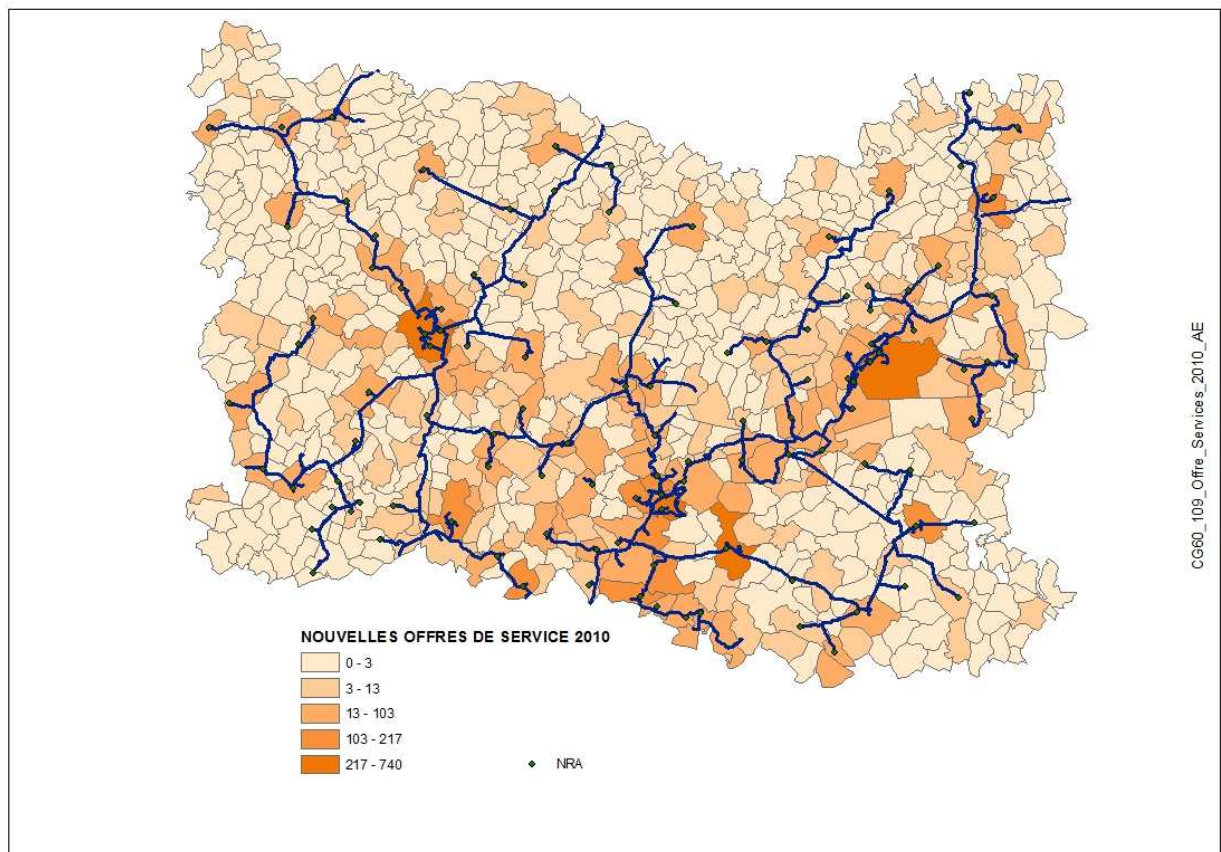 NOUVELLES OFFRES DE SERVICE 2010
0 - 3
3 - 13
13 - 103
103 - 217
217 - 740
NRA
CG60_109_Offre_Services_2010_AE